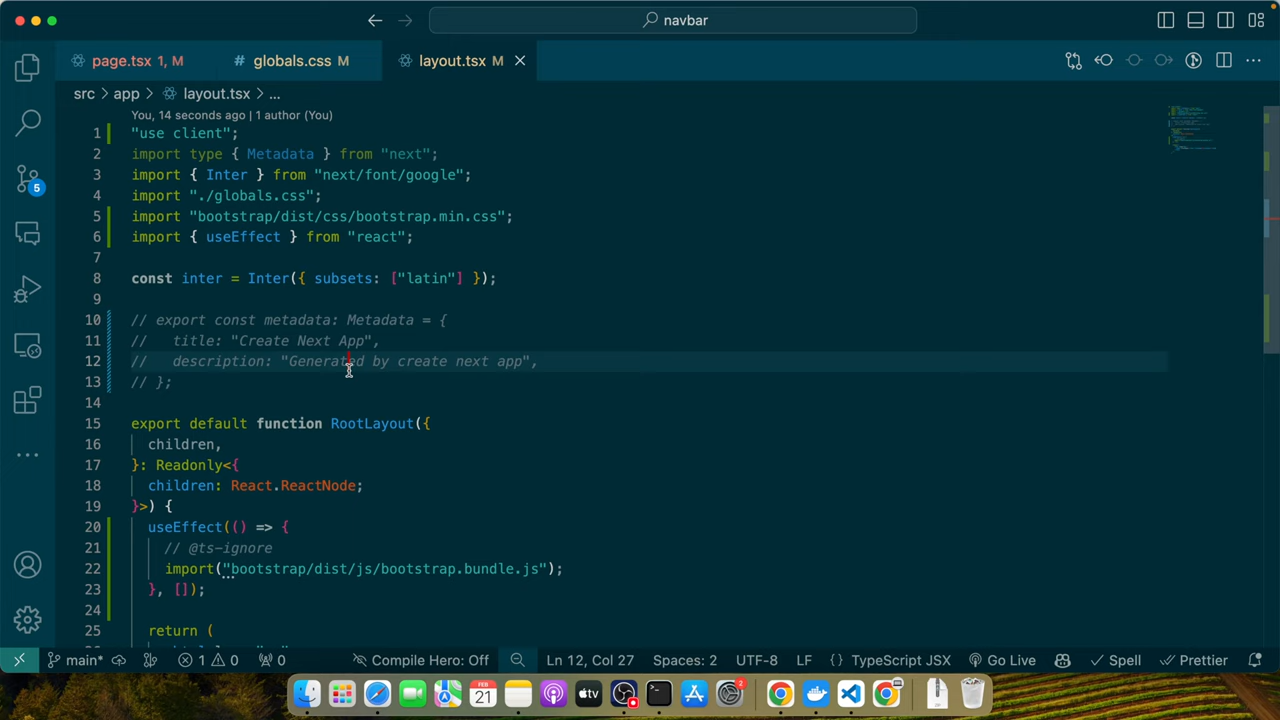 navbar
page.tsx 1, M
# globals.css M
layout.tsx M
src > app > layout.tsx > ...
You, 14 seconds ago | 1 author (You)
1 "use client";
2 import type { Metadata } from "next";
3 import { Inter } from "next/font/google";
4 import "./globals.css";
5 import "bootstrap/dist/css/bootstrap.min.css";
6 import { useEffect } from "react";
7
8 const inter = Inter({ subsets: ["latin"] });
9
10 // export const metadata: Metadata = {
11 //   title: "Create Next App",
12 //   description: "Generated by create next app",
13 // };
14
15 export default function RootLayout({
16   children,
17 }: Readonly<{
18   children: React.ReactNode;
19 }>) {
20   useEffect(() => {
21     // @ts-ignore
22     import("bootstrap/dist/js/bootstrap.bundle.js");
23   }, []);
24
25   return (
5
main*
1
0
0
Compile Hero: Off
Ln 12, Col 27
Spaces: 2
UTF-8
LF
{ } TypeScript JSX
Go Live
Spell
Prettier
FEB
21
tv
2